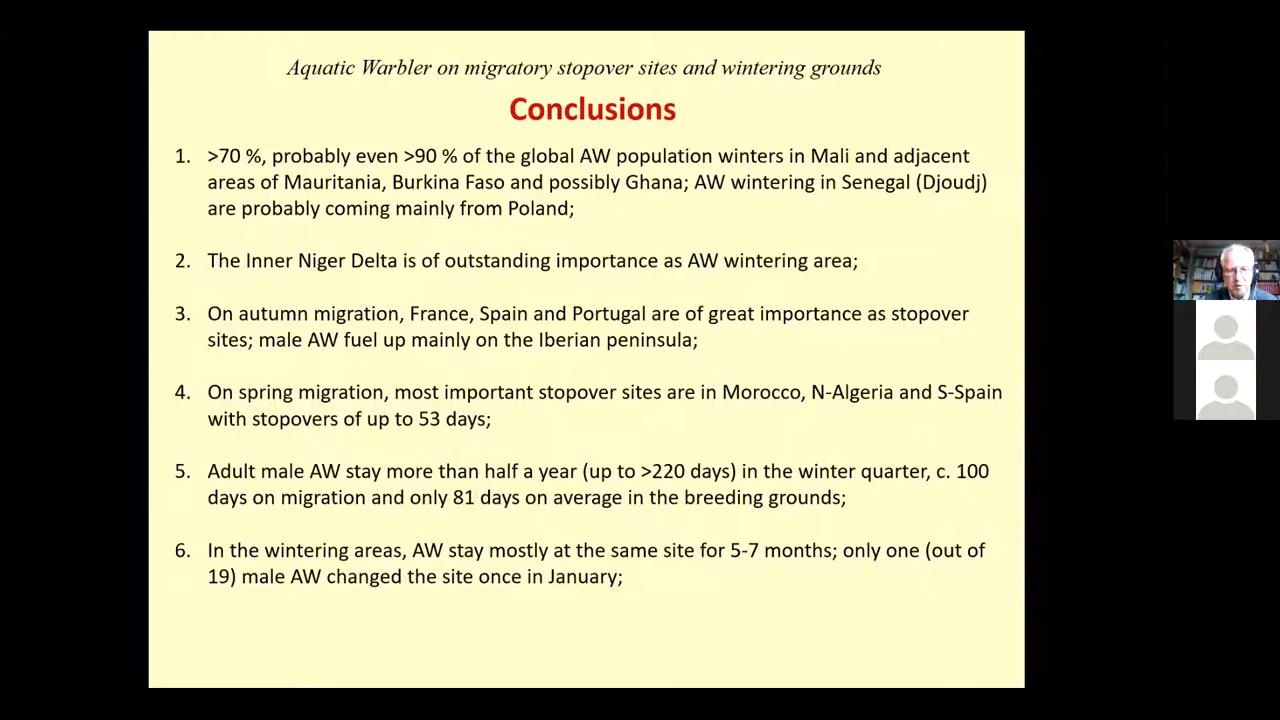 Aquatic Warbler on migratory stopover sites and wintering grounds
Conclusions
1. >70 %, probably even >90 % of the global AW population winters in Mali and adjacent
areas of Mauritania, Burkina Faso and possibly Ghana; AW wintering in Senegal (Djoudj)
are probably coming mainly from Poland;
2. The Inner Niger Delta is of outstanding importance as AW wintering area;
3. On autumn migration, France, Spain and Portugal are of great importance as stopover
sites; male AW fuel up mainly on the Iberian peninsula;
4. On spring migration, most important stopover sites are in Morocco, N-Algeria and S-Spain
with stopovers of up to 53 days;
5. Adult male AW stay more than half a year (up to >220 days) in the winter quarter, c. 100
days on migration and only 81 days on average in the breeding grounds;
6. In the wintering areas, AW stay mostly at the same site for 5-7 months; only one (out of
19) male AW changed the site once in January;